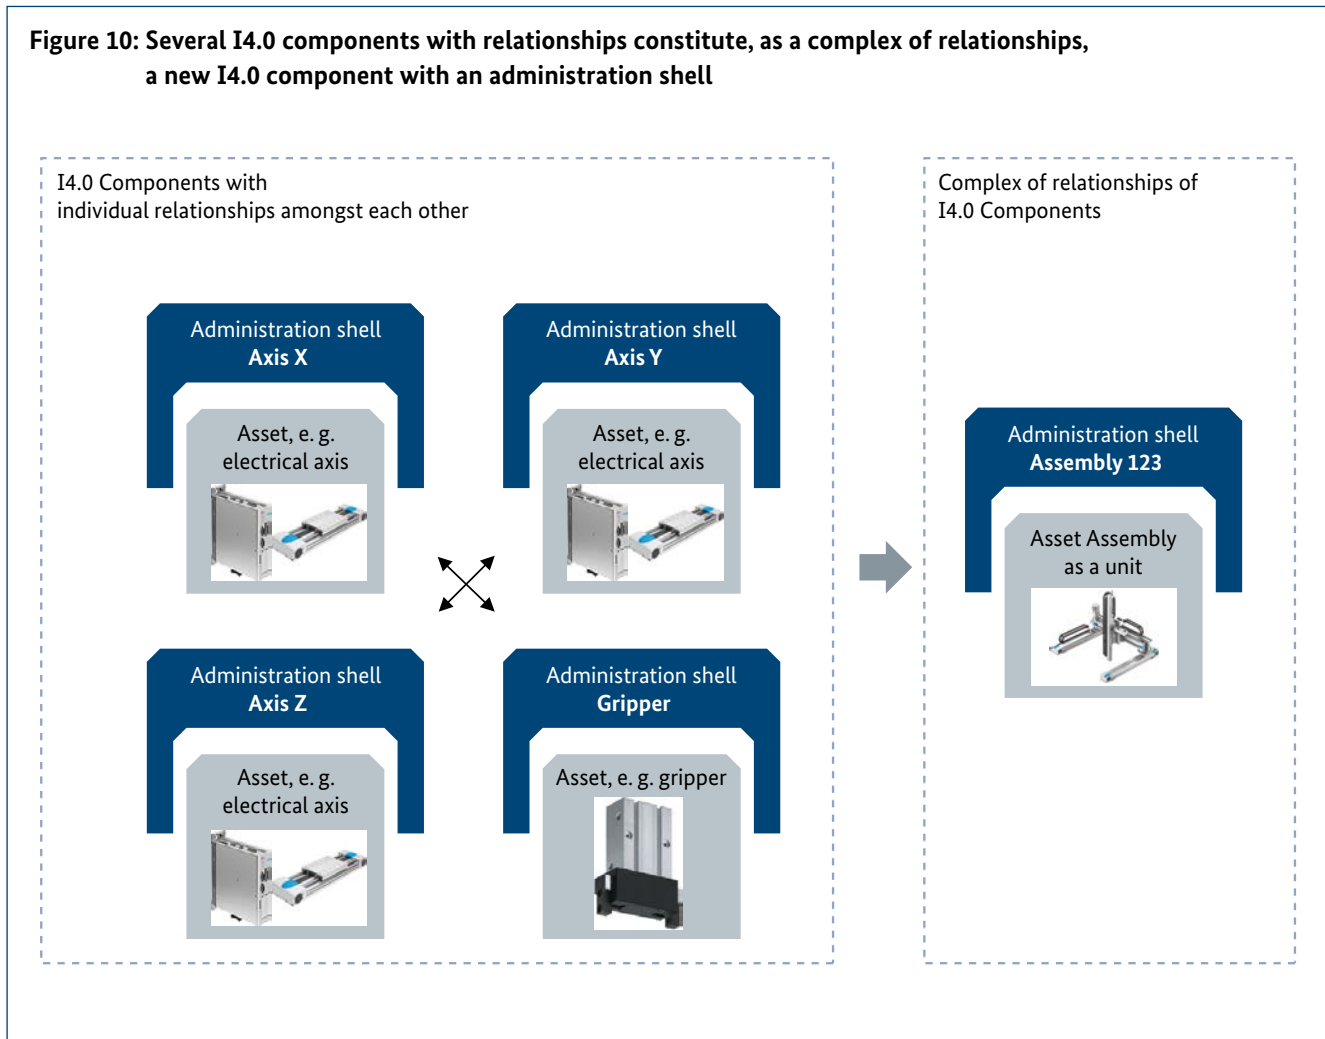 Figure 10: Several I4.0 components with relationships constitute, as a complex of relationships,
a new I4.0 component with an administration shell
I4.0 Components with
individual relationships amongst each other
Administration shell
Axis X
Asset, e. g.
electrical axis
Administration shell
Axis Y
Asset, e. g.
electrical axis
Administration shell
Axis Z
Asset, e. g.
electrical axis
Administration shell
Gripper
Asset, e. g. gripper
Complex of relationships of
I4.0 Components
Administration shell
Assembly 123
Asset Assembly
as a unit